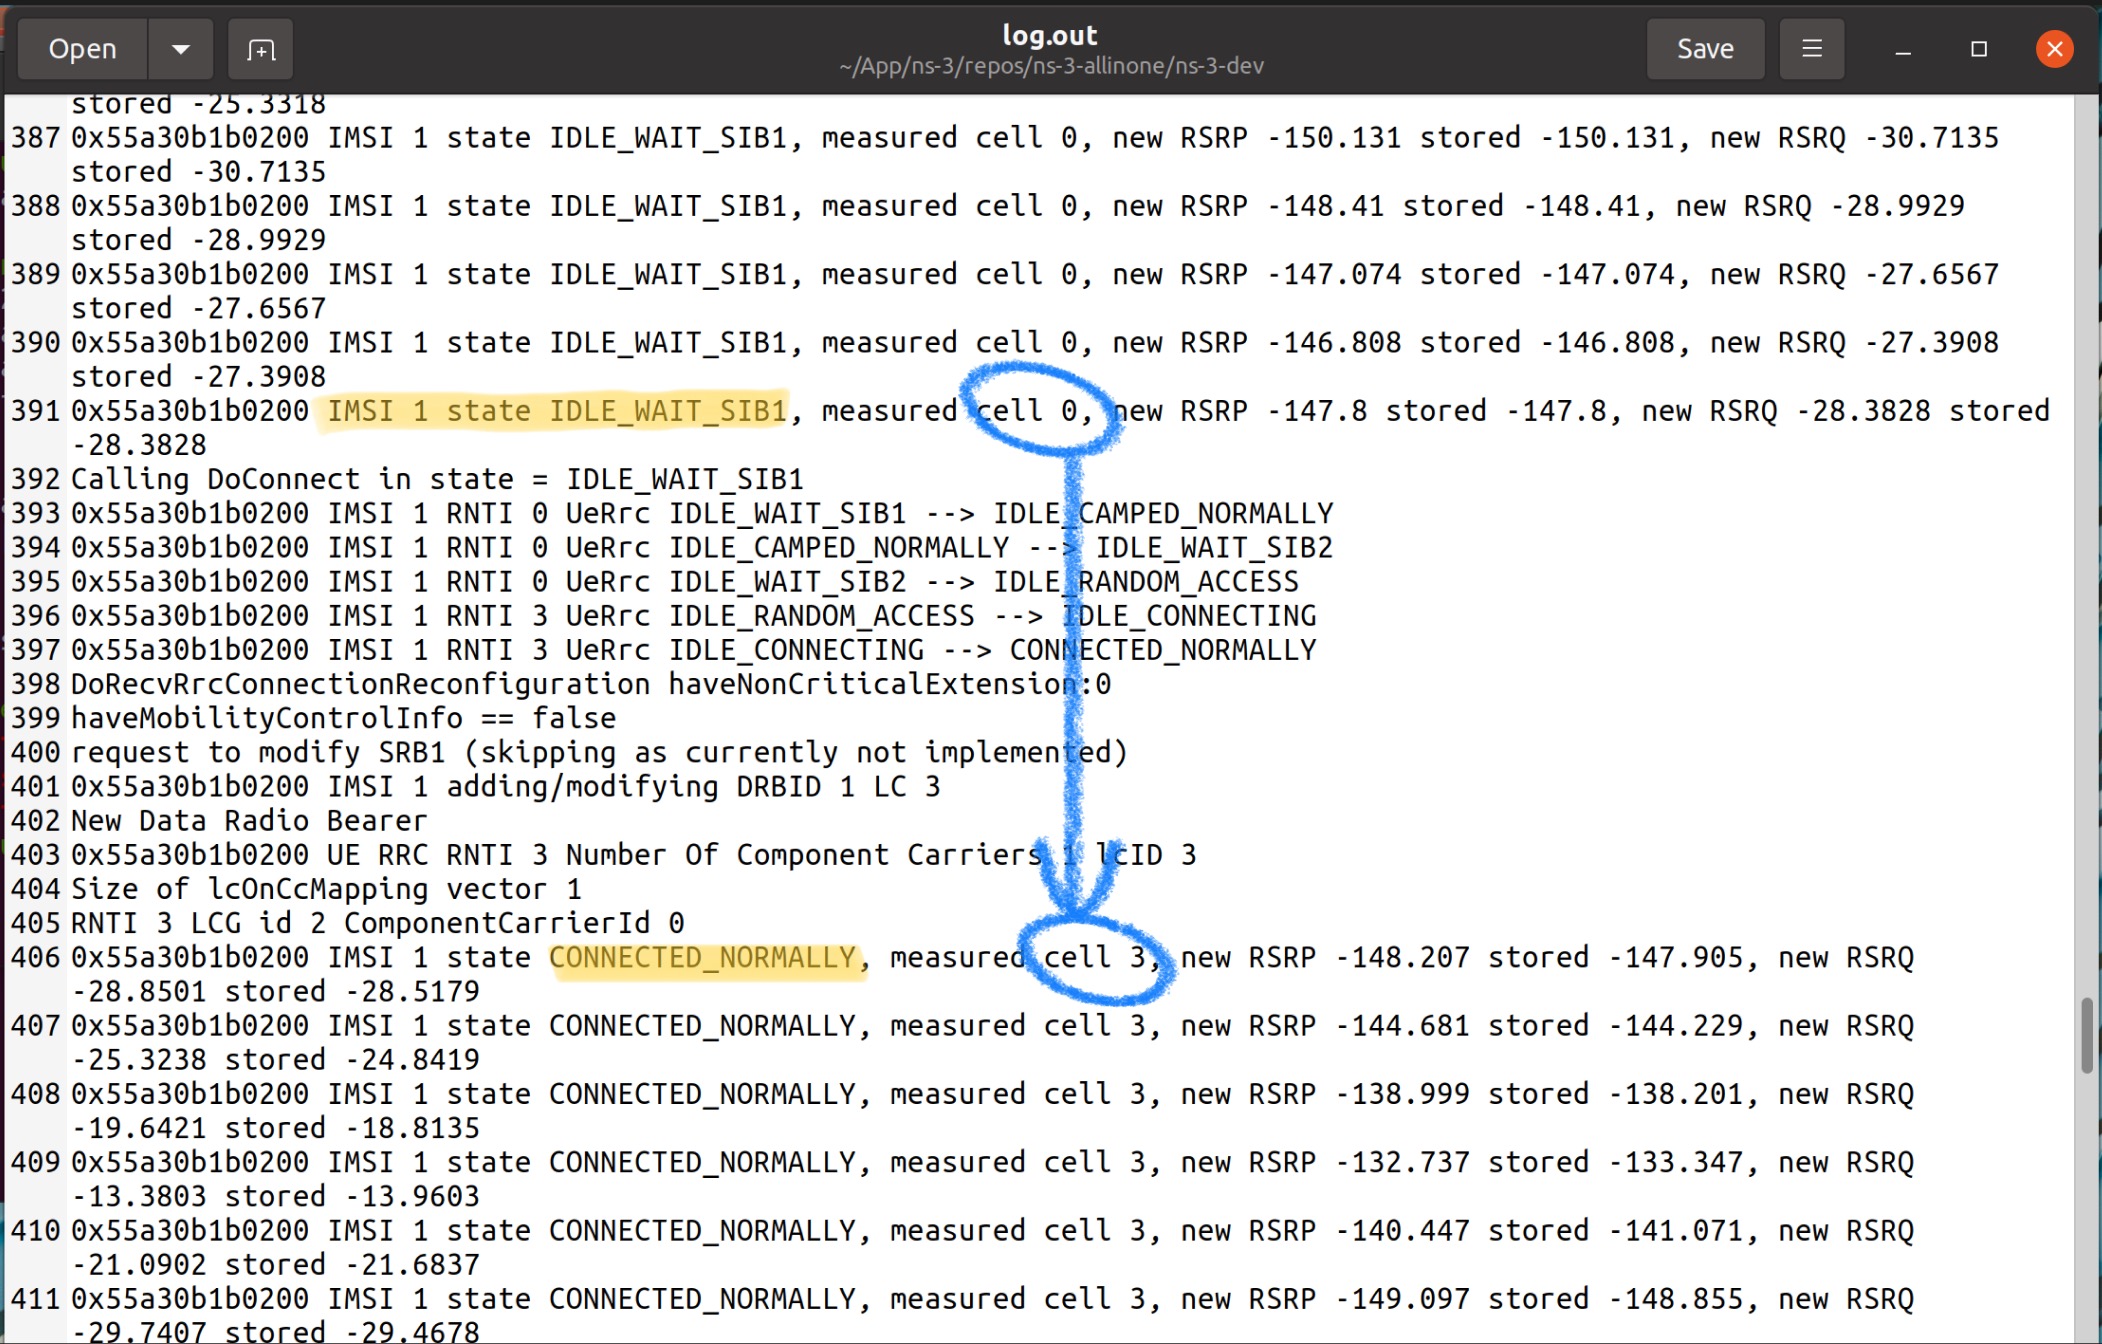 Open
log.out
~/App/ns-3/repos/ns-3-allinone/ns-3-dev
Save
stored -25.3318
387 0x55a30b1b0200 IMSI 1 state IDLE_WAIT_SIB1, measured cell 0, new RSRP -150.131 stored -150.131, new RSRQ -30.7135
stored -30.7135
388 0x55a30b1b0200 IMSI 1 state IDLE_WAIT_SIB1, measured cell 0, new RSRP -148.41 stored -148.41, new RSRQ -28.9929
stored -28.9929
389 0x55a30b1b0200 IMSI 1 state IDLE_WAIT_SIB1, measured cell 0, new RSRP -147.074 stored -147.074, new RSRQ -27.6567
stored -27.6567
390 0x55a30b1b0200 IMSI 1 state IDLE_WAIT_SIB1, measured cell 0, new RSRP -146.808 stored -146.808, new RSRQ -27.3908
stored -27.3908
391 0x55a30b1b0200 IMSI 1 state IDLE_WAIT_SIB1, measured cell 0, new RSRP -147.8 stored -147.8, new RSRQ -28.3828 stored
-28.3828
392 Calling DoConnect in state = IDLE_WAIT_SIB1
393 0x55a30b1b0200 IMSI 1 RNTI 0 UeRrc IDLE_WAIT_SIB1 --> IDLE_CAMPED_NORMALLY
394 0x55a30b1b0200 IMSI 1 RNTI 0 UeRrc IDLE_CAMPED_NORMALLY --> IDLE_WAIT_SIB2
395 0x55a30b1b0200 IMSI 1 RNTI 0 UeRrc IDLE_WAIT_SIB2 --> IDLE_RANDOM_ACCESS
396 0x55a30b1b0200 IMSI 1 RNTI 3 UeRrc IDLE_RANDOM_ACCESS --> IDLE_CONNECTING
397 0x55a30b1b0200 IMSI 1 RNTI 3 UeRrc IDLE_CONNECTING --> CONNECTED_NORMALLY
398 DoRecvRrcConnectionReconfiguration haveNonCriticalExtension:0
399 haveMobilityControlInfo == false
400 request to modify SRB1 (skipping as currently not implemented)
401 0x55a30b1b0200 IMSI 1 adding/modifying DRBID 1 LC 3
402 New Data Radio Bearer
403 0x55a30b1b0200 UE RRC RNTI 3 Number Of Component Carriers 1 lcID 3
404 Size of lcOnCcMapping vector 1
405 RNTI 3 LCG id 2 ComponentCarrierId 0
406 0x55a30b1b0200 IMSI 1 state CONNECTED_NORMALLY, measured cell 3, new RSRP -148.207 stored -147.905, new RSRQ
-28.8501 stored -28.5179
407 0x55a30b1b0200 IMSI 1 state CONNECTED_NORMALLY, measured cell 3, new RSRP -144.681 stored -144.229, new RSRQ
-25.3238 stored -24.8419
408 0x55a30b1b0200 IMSI 1 state CONNECTED_NORMALLY, measured cell 3, new RSRP -138.999 stored -138.201, new RSRQ
-19.6421 stored -18.8135
409 0x55a30b1b0200 IMSI 1 state CONNECTED_NORMALLY, measured cell 3, new RSRP -132.737 stored -133.347, new RSRQ
-13.3803 stored -13.9603
410 0x55a30b1b0200 IMSI 1 state CONNECTED_NORMALLY, measured cell 3, new RSRP -140.447 stored -141.071, new RSRQ
-21.0902 stored -21.6837
411 0x55a30b1b0200 IMSI 1 state CONNECTED_NORMALLY, measured cell 3, new RSRP -149.097 stored -148.855, new RSRQ
-29.7407 stored -29.4678